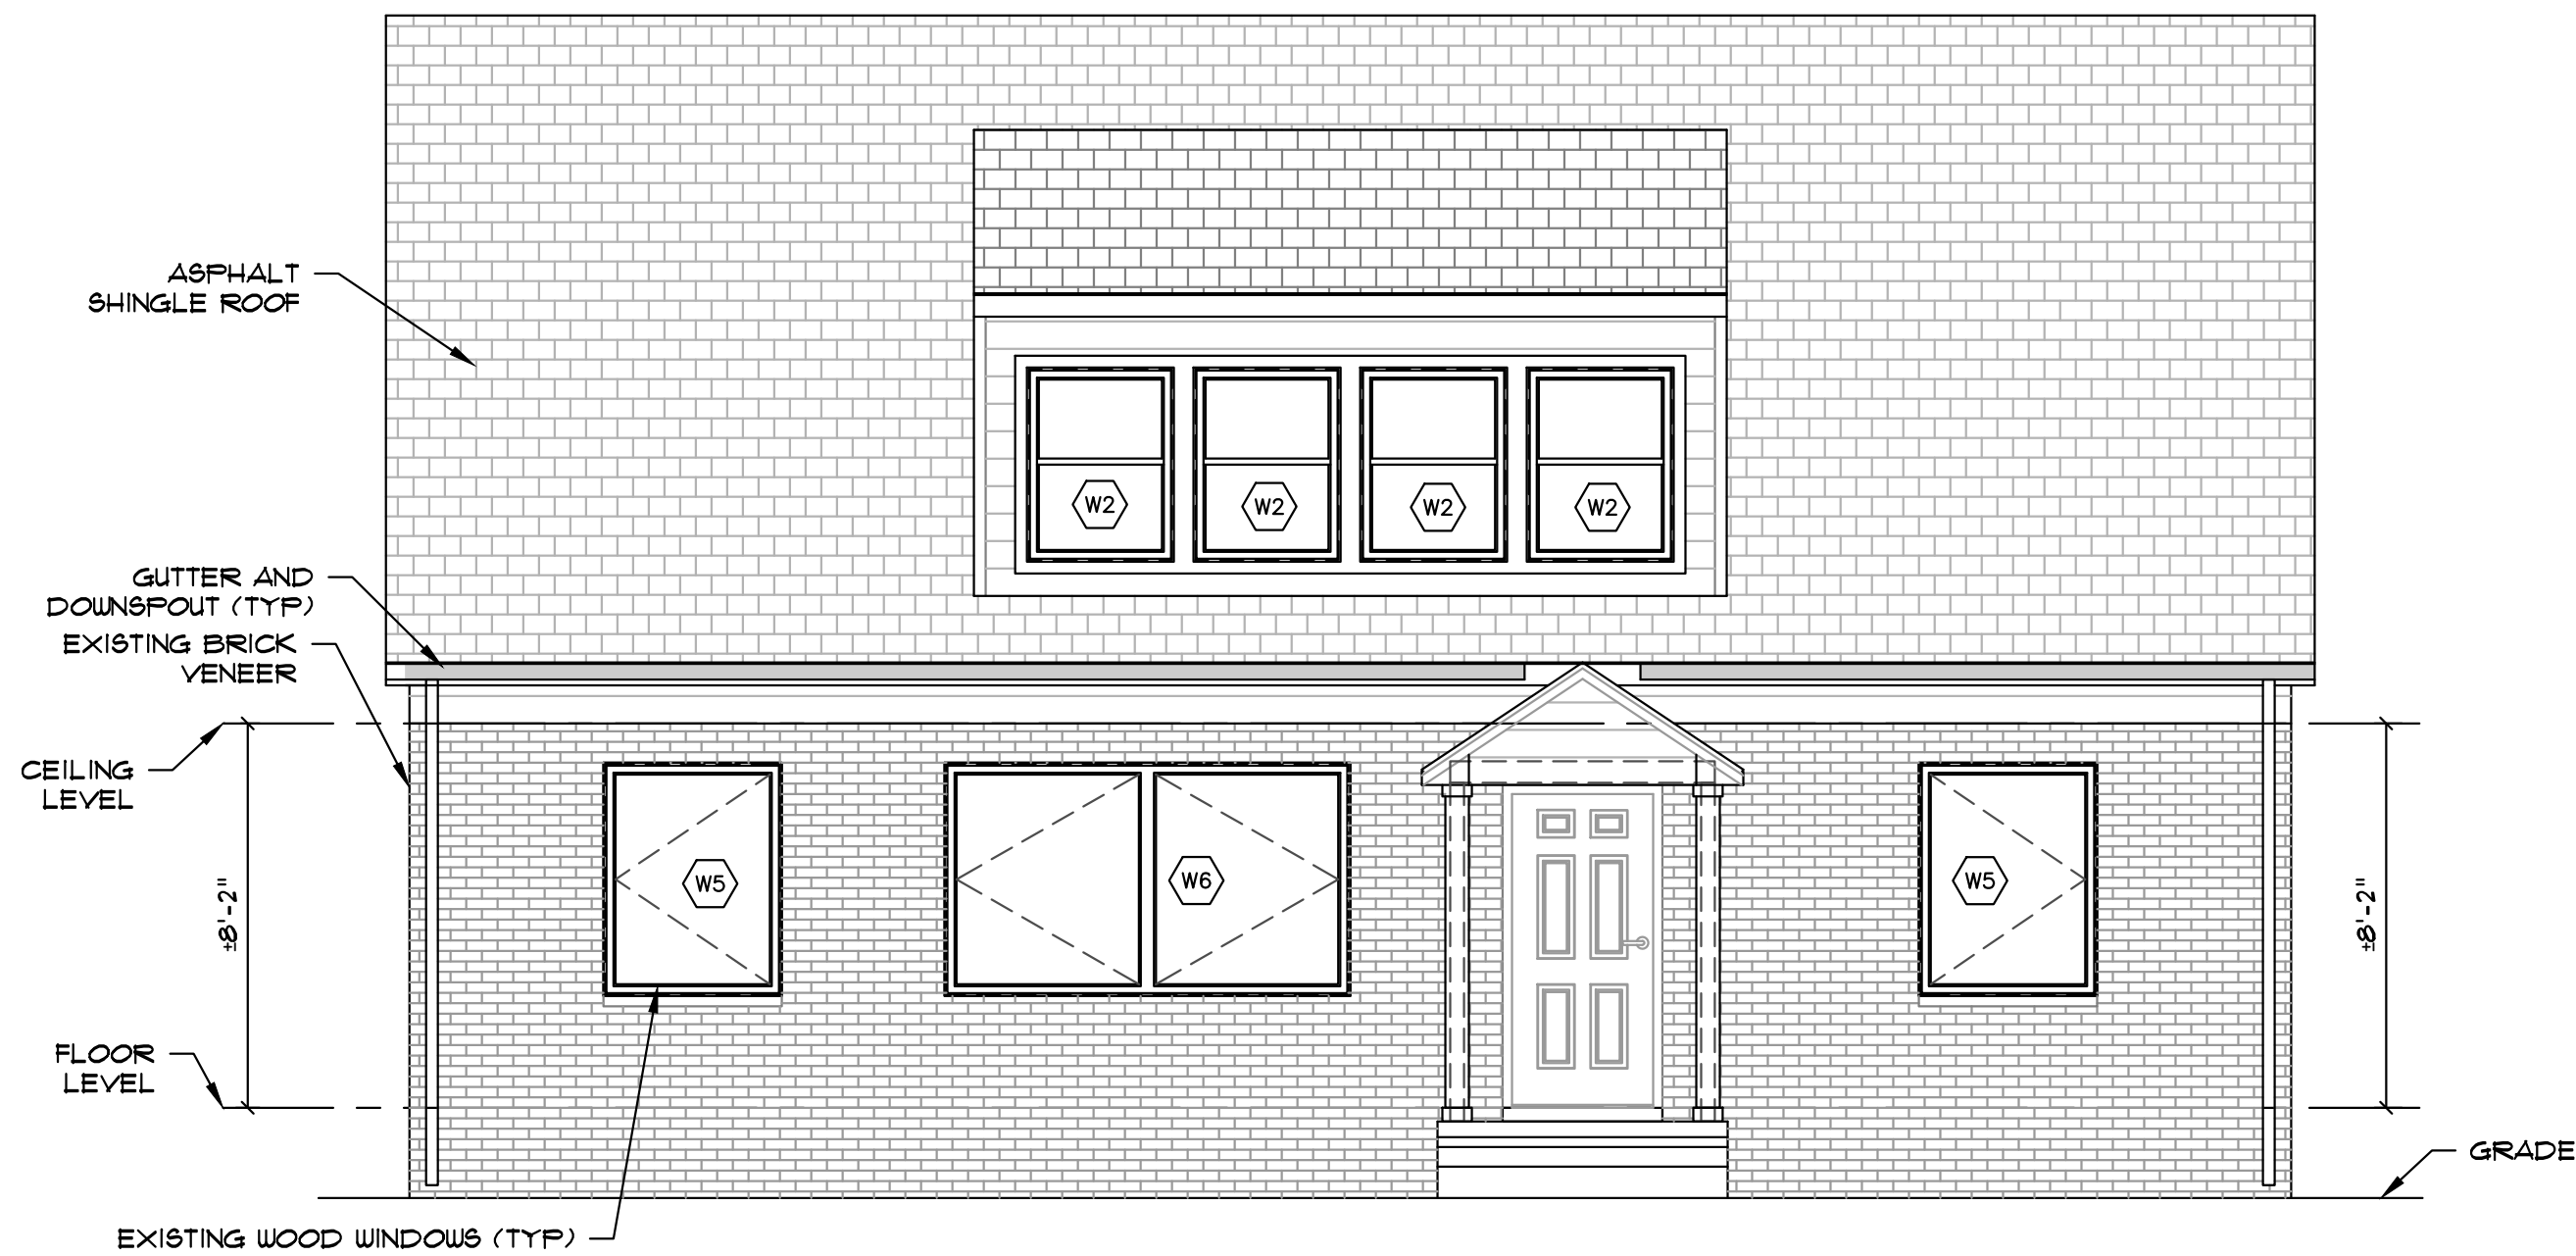 ASPHALT
SHINGLE ROOF
W2
W2
W2
W2
GUTTER AND
DOWNSPOUT (TYP)
EXISTING BRICK
VENEER
CEILING
LEVEL
±8'-2"
W5
W6
W5
±8'-2"
FLOOR
LEVEL
GRADE
EXISTING WOOD WINDOWS (TYP)